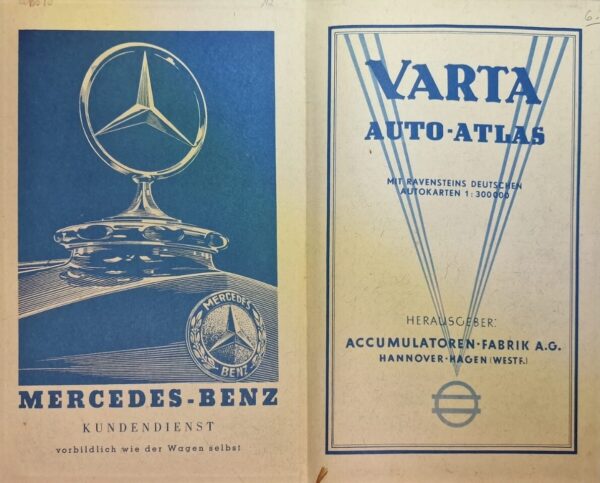 MERCEDES
BENZ
MERCEDES-BENZ
KUNDENDIENST
vorbildlich wie der Wagen selbst
6.
VARTA
AUTO-ATLAS
MIT RAVENSTEINS DEUTSCHEN
AUTOKARTEN 1:300000
HERAUSGEBER:
ACCUMULATOREN-FABRIK A.G.
HANNOVER-HAGEN (WESTF.)